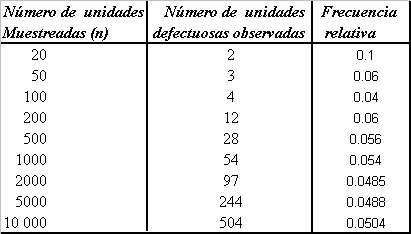 Número de unidades Número de unidades Frecuencia
Muestreadas (n) defectuosas observadas relativa
20 2 0.1
50 3 0.06
100 4 0.04
200 12 0.06
500 28 0.056
1000 54 0.054
2000 97 0.0485
5000 244 0.0488
10 000 504 0.0504